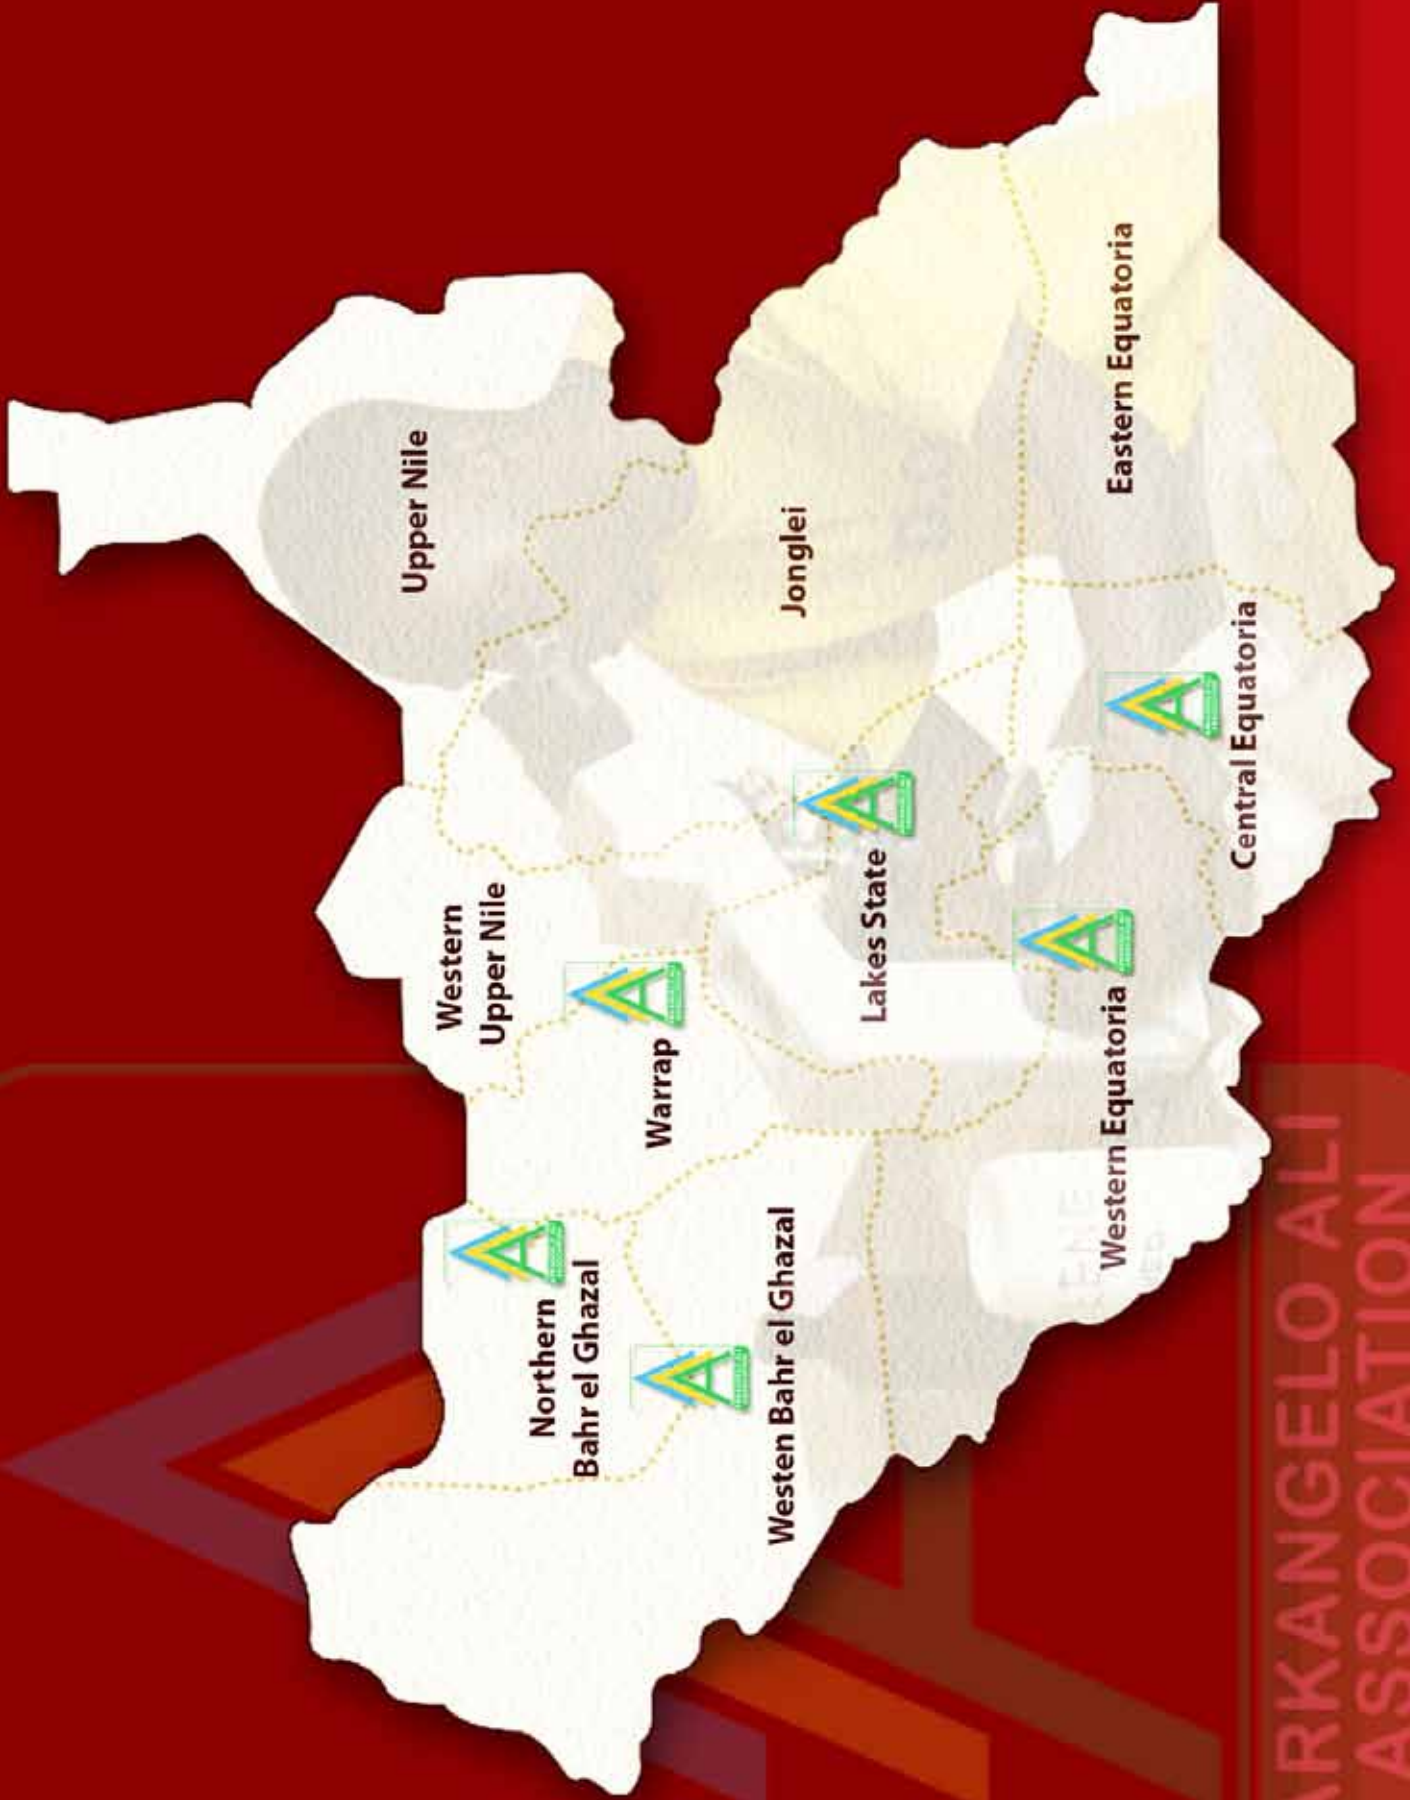 Upper Nile
Western
Upper Nile
Northern
Bahr el Ghazal
Warrap
Jonglei
Westen Bahr el Ghazal
Lakes State
Eastern Equatoria
Western Equatoria
Central Equatoria
ARKANGELO ALI
ASSOCIATION